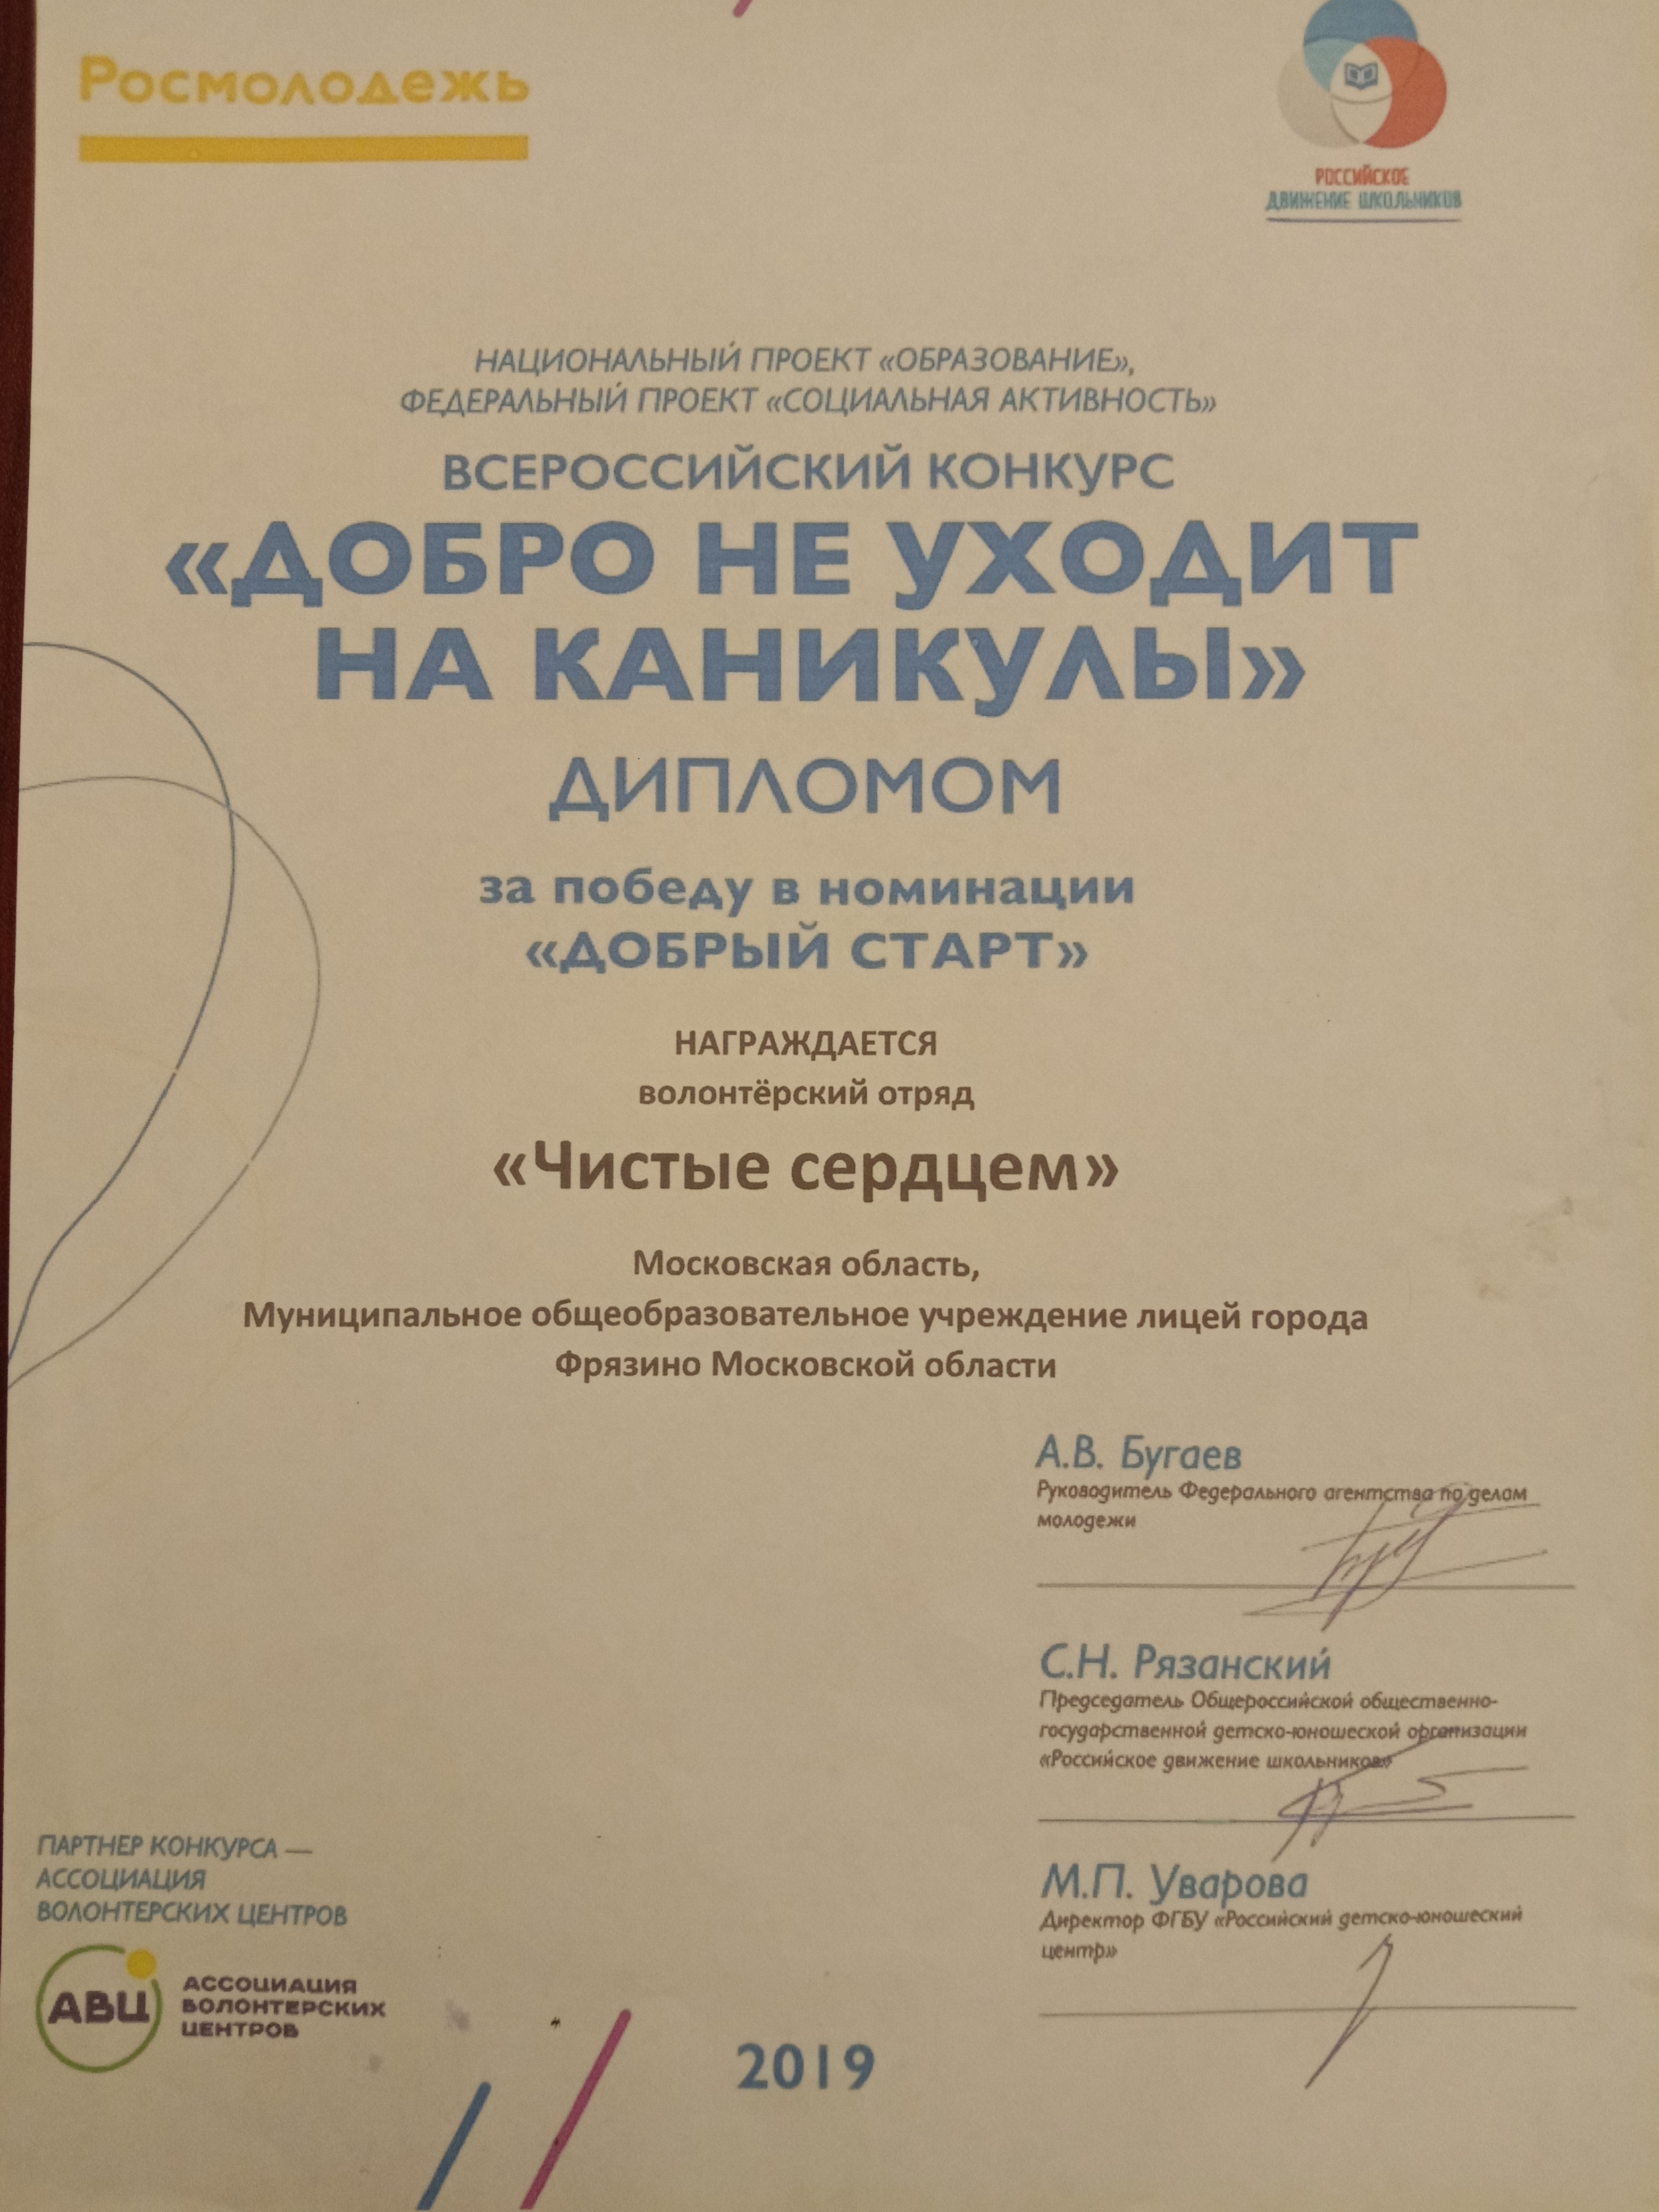 Росмолодежь
РОССИЙСКОЕ
ДВИЖЕНИЕ ШКОЛЬНИКОВ
НАЦИОНАЛЬНЫЙ ПРОЕКТ «ОБРАЗОВАНИЕ»,
ФЕДЕРАЛЬНЫЙ ПРОЕКТ «СОЦИАЛЬНАЯ АКТИВНОСТЬ»
ВСЕРОССИЙСКИЙ КОНКУРС
«ДОБРО НЕ УХОДИТ
НА КАНИКУЛЫ»
ДИПЛОМОМ
за победу в номинации
«ДОБРЫЙ СТАРТ»
НАГРАЖДАЕТСЯ
волонтёрский отряд
«Чистые сердцем»
Московская область,
Муниципальное общеобразовательное учреждение лицей города
Фрязино Московской области
А.В. Бугаев
Руководитель Федерального агентства по делам
молодежи
С.Н. Рязанский
Председатель Общероссийской общественно-
государственной детско-юношеской организации
«Российское движение школьников»
М.П. Уварова
Директор ФГБУ «Российский детско-юношеский
центр»
ПАРТНЕР КОНКУРСА —
АССОЦИАЦИЯ
ВОЛОНТЕРСКИХ ЦЕНТРОВ
АВЦ
АССОЦИАЦИЯ
ВОЛОНТЕРСКИХ
ЦЕНТРОВ
2019